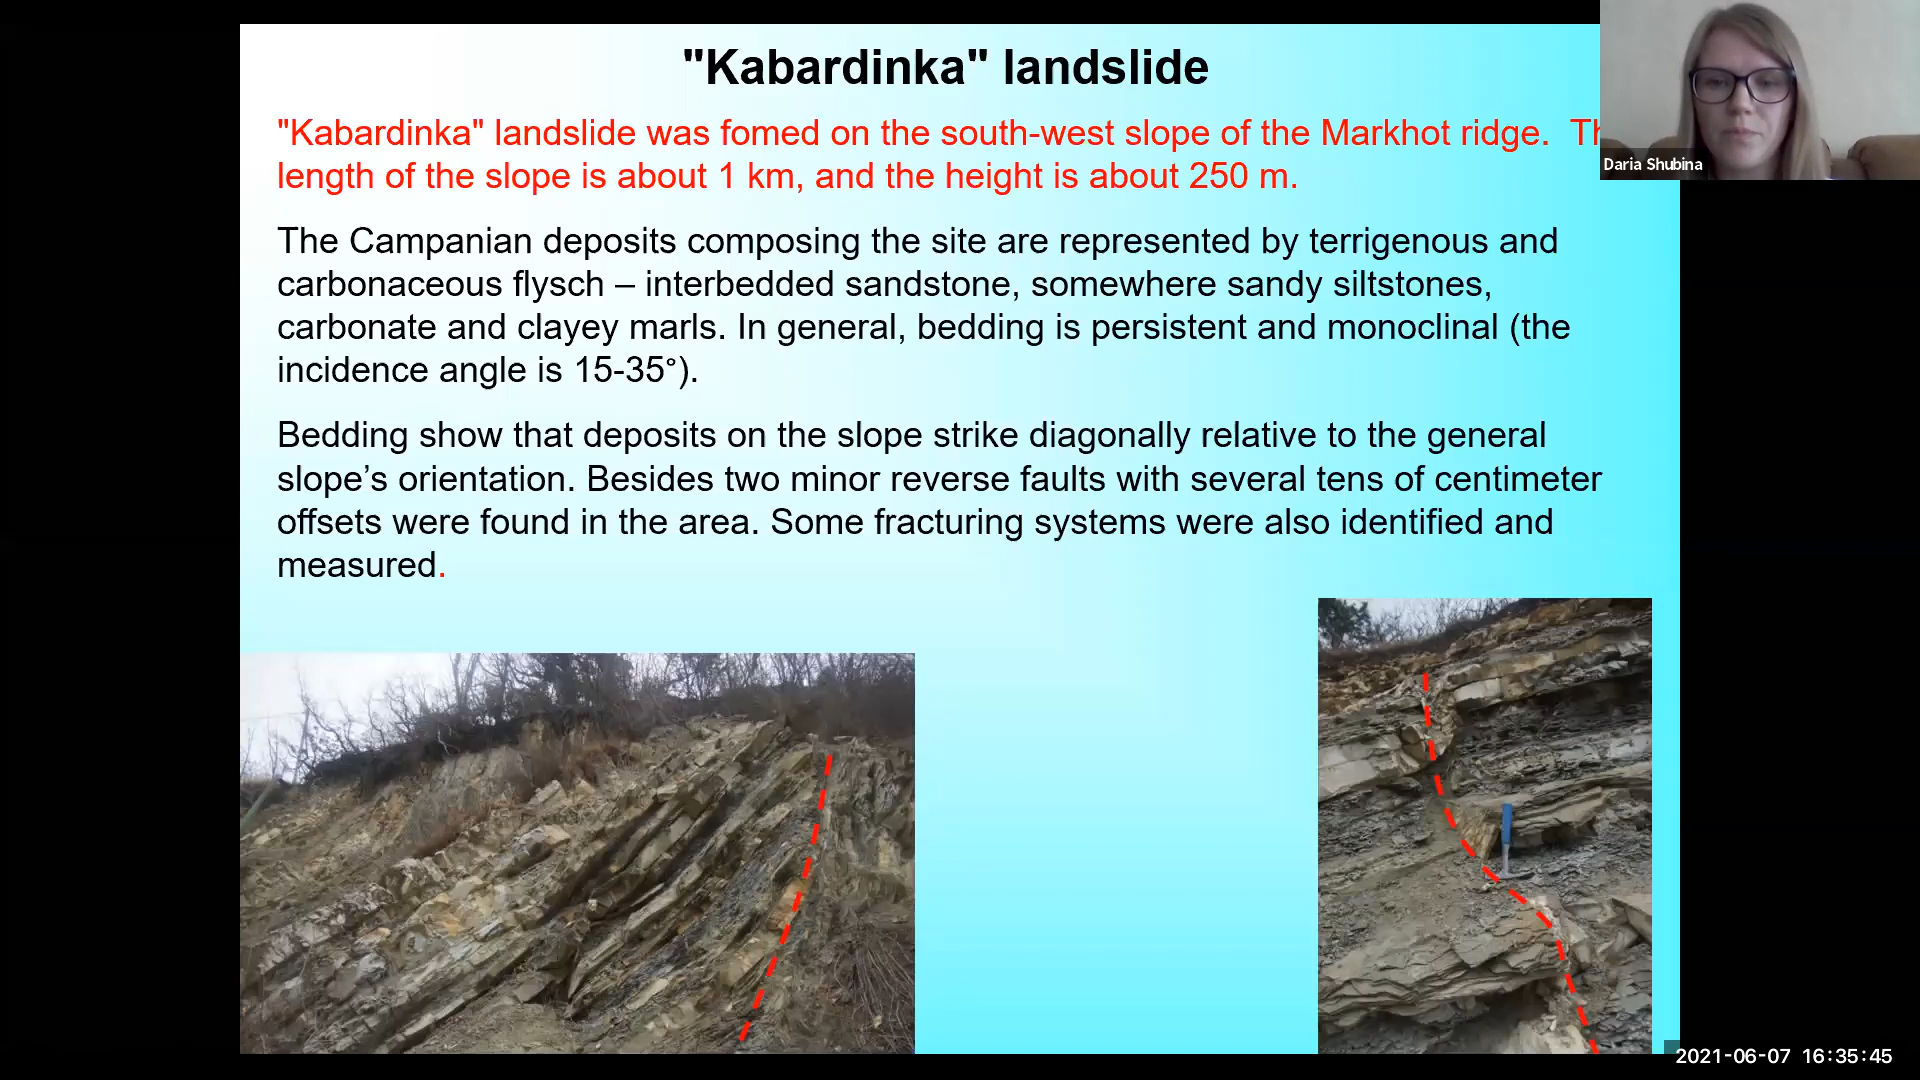 "Kabardinka" landslide
"Kabardinka" landslide was fomed on the south-west slope of the Markhot ridge.
length of the slope is about 1 km, and the height is about 250 m.
The Campanian deposits composing the site are represented by terrigenous and
carbonaceous flysch – interbedded sandstone, somewhere sandy siltstones,
carbonate and clayey marls. In general, bedding is persistent and monoclinal (the
incidence angle is 15-35°).
Bedding show that deposits on the slope strike diagonally relative to the general
slope’s orientation. Besides two minor reverse faults with several tens of centimeter
offsets were found in the area. Some fracturing systems were also identified and
measured.
Daria Shubina
2021-06-07 16:35:45